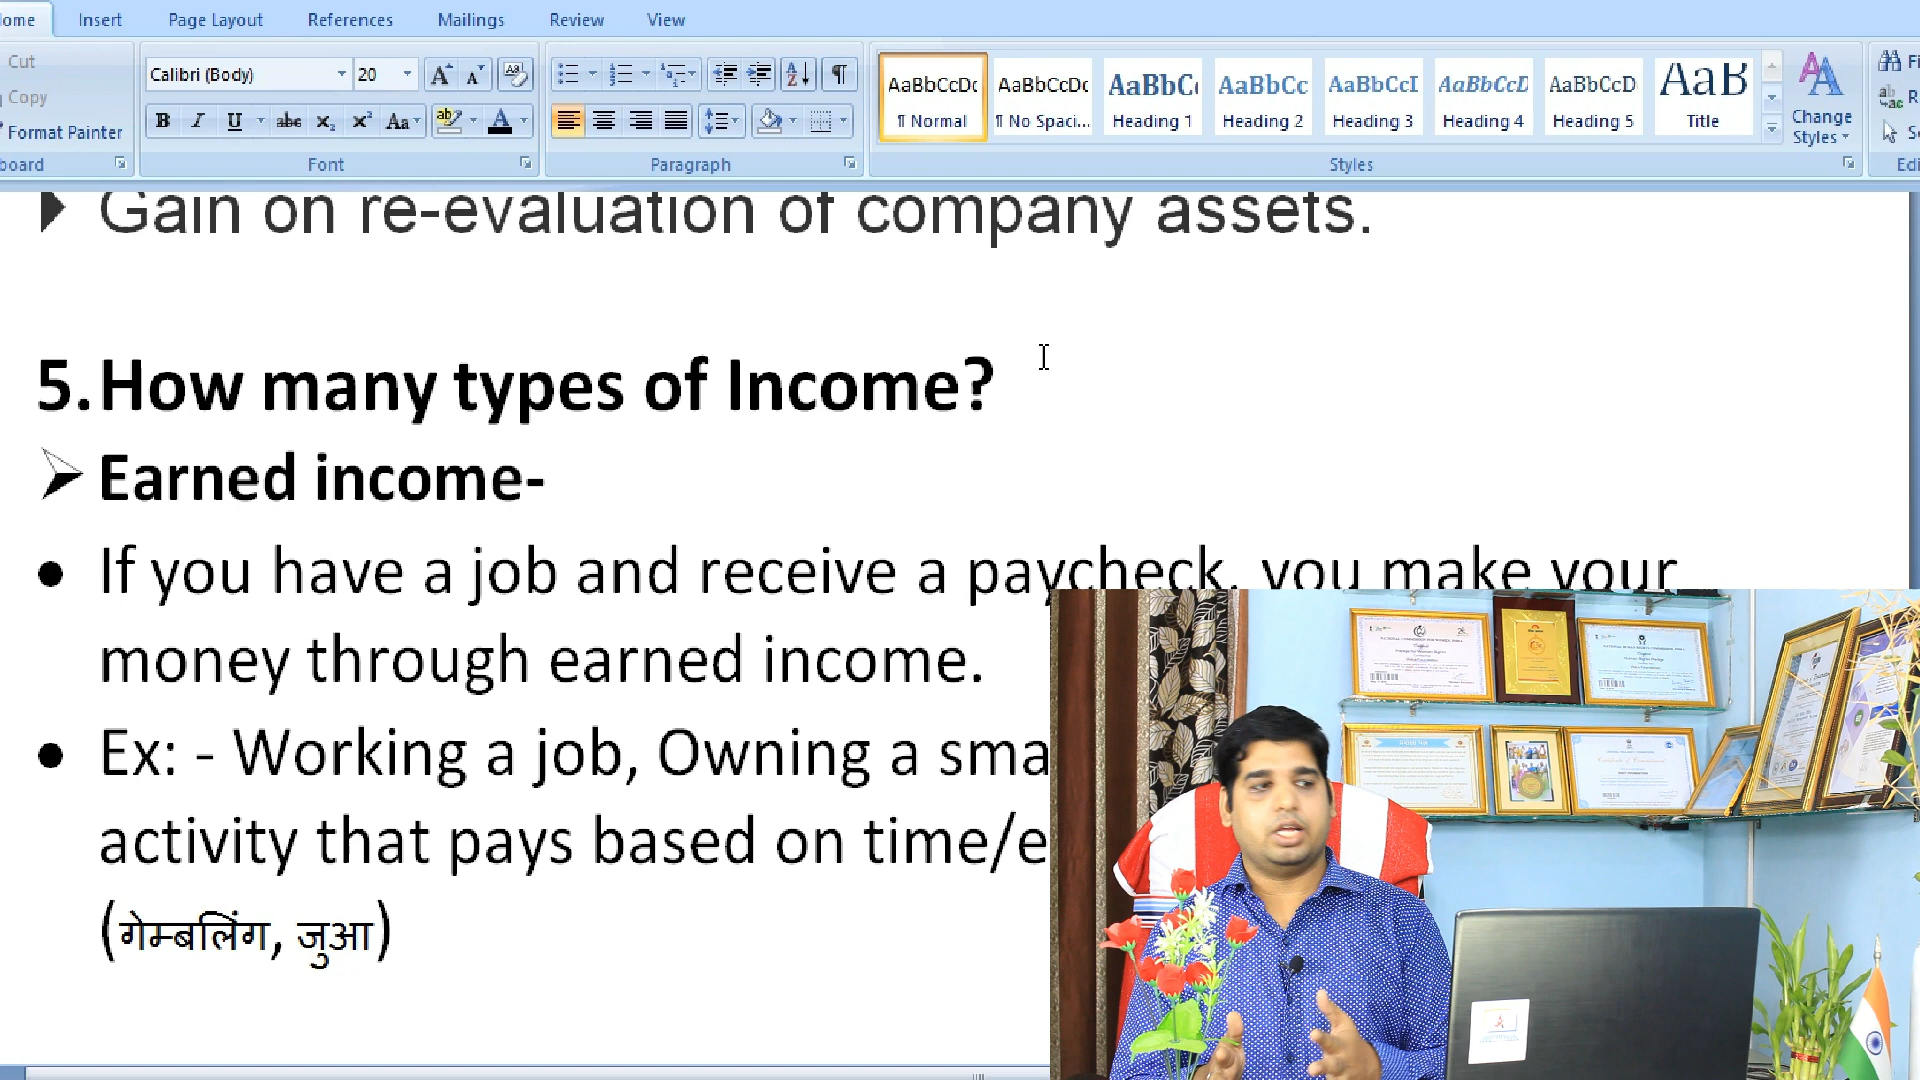 ome Insert Page Layout References Mailings Review View
Cut
Copy
Format Painter
board
Calibri (Body) 20
Font
Paragraph
AaBbCcDc AaBbCcDc AaBbC AaBbCc AaBbCcI AaBbCcD AaBbCcD AaB
¶ Normal ¶ No Spaci... Heading 1 Heading 2 Heading 3 Heading 4 Heading 5 Title
Change
Styles
Styles
Fi
R
Se
Edi
Gain on re-evaluation of company assets.
5. How many types of Income?
Earned income-
If you have a job and receive a paycheck, you make your
money through earned income.
Ex: - Working a job, Owning a sma
activity that pays based on time/e
(गेम्बलिंग, जुआ)